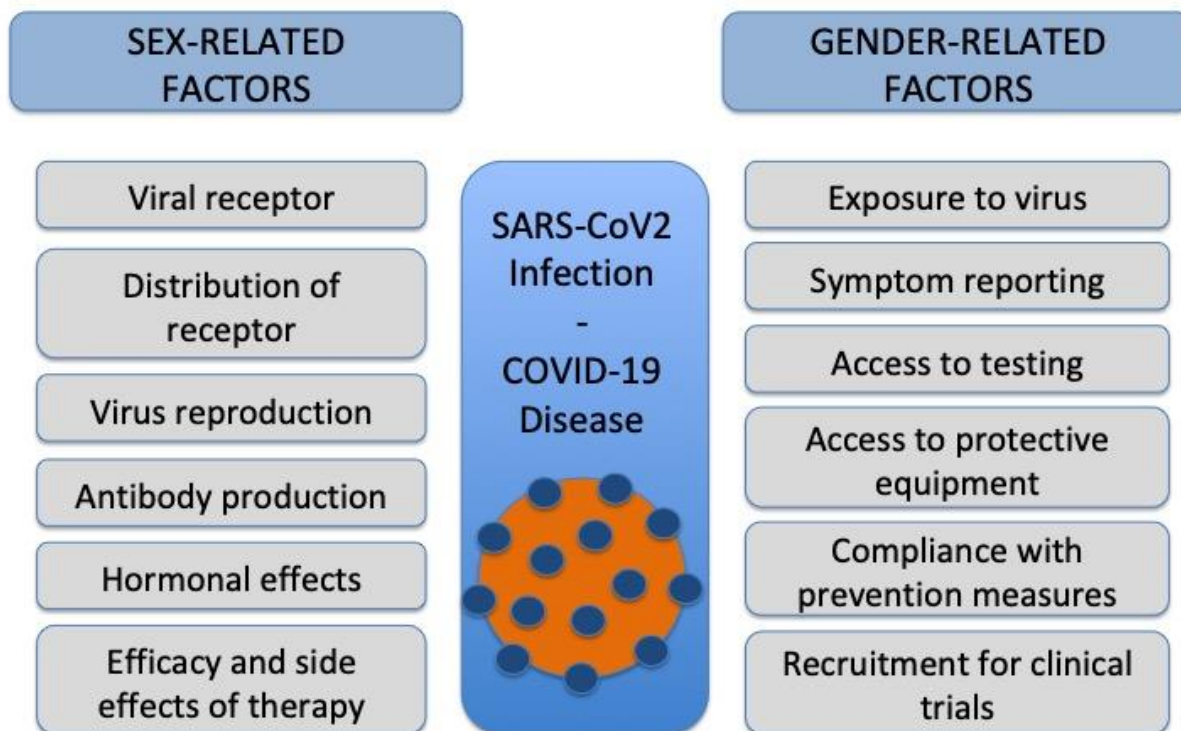 SEX-RELATED
FACTORS
Viral receptor
Distribution of
receptor
Virus reproduction
Antibody production
Hormonal effects
Efficacy and side
effects of therapy
SARS-CoV2
Infection
-
COVID-19
Disease
GENDER-RELATED
FACTORS
Exposure to virus
Symptom reporting
Access to testing
Access to protective
equipment
Compliance with
prevention measures
Recruitment for clinical
trials